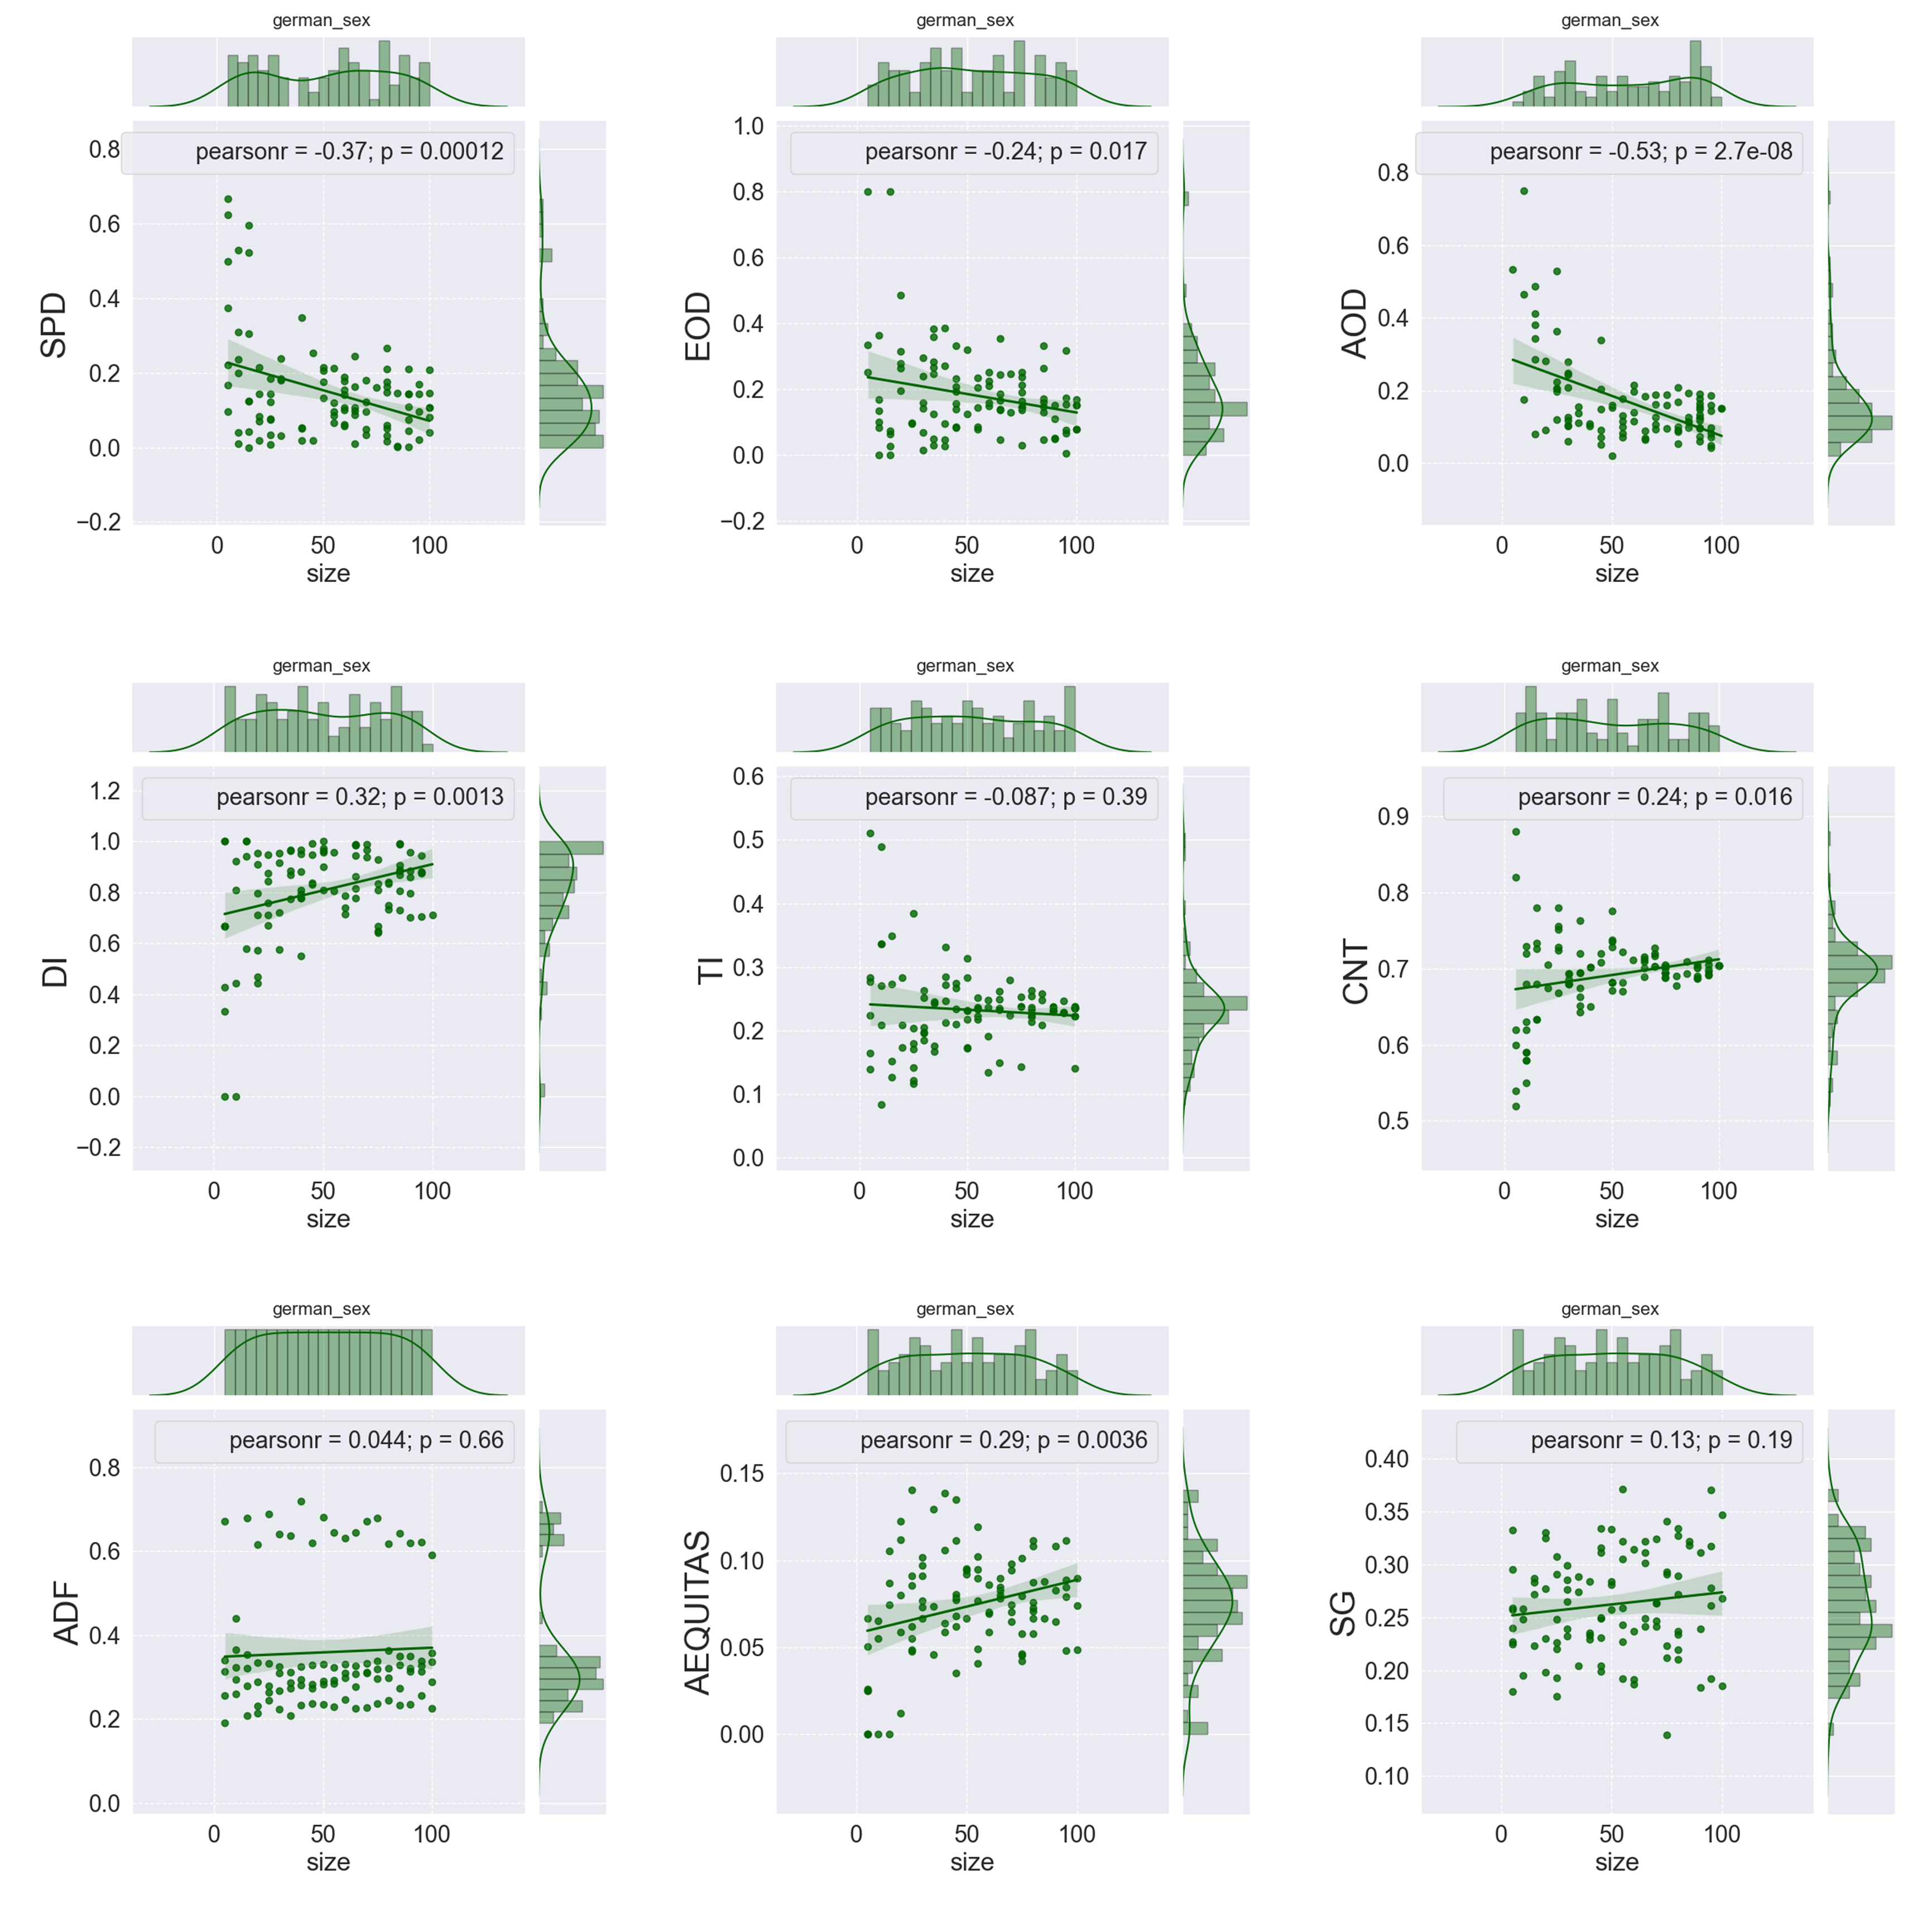 german_sex
pearsonr = -0.37; p = 0.00012
SPD
0.8
0.6
0.4
0.2
0.0
−0.2
0 50 100
size
german_sex
pearsonr = -0.24; p = 0.017
EOD
1.0
0.8
0.6
0.4
0.2
0.0
−0.2
0 50 100
size
german_sex
pearsonr = -0.53; p = 2.7e-08
AOD
0.8
0.6
0.4
0.2
0.0
0 50 100
size
german_sex
pearsonr = 0.32; p = 0.0013
DI
1.2
1.0
0.8
0.6
0.4
0.2
0.0
−0.2
0 50 100
size
german_sex
pearsonr = -0.087; p = 0.39
TI
0.6
0.5
0.4
0.3
0.2
0.1
0.0
0 50 100
size
german_sex
pearsonr = 0.24; p = 0.016
CNT
0.9
0.8
0.7
0.6
0.5
0 50 100
size
german_sex
pearsonr = 0.044; p = 0.66
ADF
0.8
0.6
0.4
0.2
0.0
0 50 100
size
german_sex
pearsonr = 0.29; p = 0.0036
AEQUITAS
0.15
0.10
0.05
0.00
0 50 100
size
german_sex
pearsonr = 0.13; p = 0.19
SG
0.40
0.35
0.30
0.25
0.20
0.15
0.10
0 50 100
size